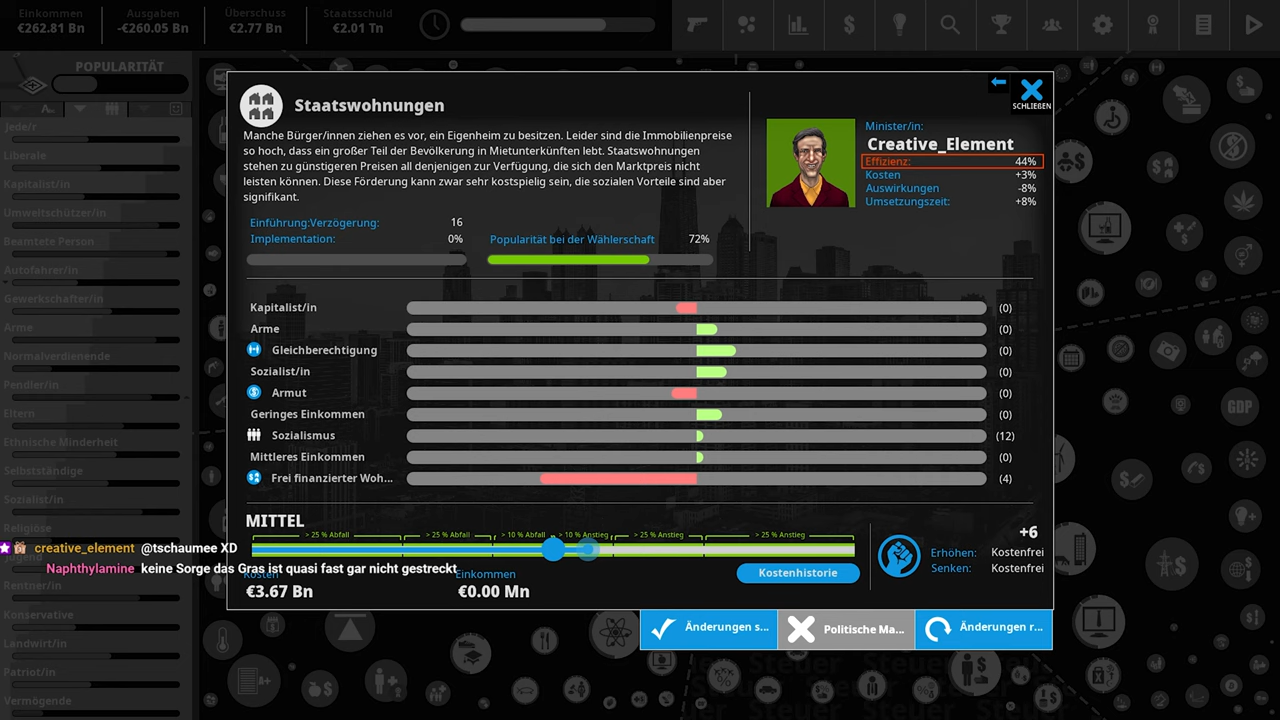 Einkommen
€262.81 Bn
Ausgaben
-€260.05 Bn
Überschuss
€2.77 Bn
Staatsschuld
€2.01 Tn
POPULARITÄT
Jede/r
Liberale
Kapitalist/in
Umweltschützer/in
Beamtete Person
Autofahrer/in
Gewerkschafter/in
Arme
Normalverdienende
Pendler/in
Eltern
Ethnische Minderheit
Selbstständige
Sozialist/in
Religiöse
Rentner/in
Konservative
Landwirt/in
Patriot/in
Vermögende
Staatswohnungen
Manche Bürger/innen ziehen es vor, ein Eigenheim zu besitzen. Leider sind die Immobilienpreise
so hoch, dass ein großer Teil der Bevölkerung in Mietunterkünften lebt. Staatswohnungen
stehen zu günstigeren Preisen all denjenigen zur Verfügung, die sich den Marktpreis nicht
leisten können. Diese Förderung kann zwar sehr kostspielig sein, die sozialen Vorteile sind aber
signifikant.
Einführung:Verzögerung: 16
Implementation: 0%
Popularität bei der Wählerschaft 72%
SCHLIEẞEN
Minister/in:
Creative_Element
Effizienz: 44%
Kosten +3%
Auswirkungen -8%
Umsetzungszeit: +8%
Kapitalist/in (0)
Arme (0)
Gleichberechtigung (0)
Sozialist/in (0)
Armut (0)
Geringes Einkommen (0)
Sozialismus (12)
Mittleres Einkommen (0)
Frei finanzierter Woh... (4)
MITTEL
> 25 % Abfall > 25 % Abfall > 10 % Abfall > 10 % Anstieg > 25 % Anstieg > 25 % Anstieg
creative_element @tschaumee XD
Naphthylamine keine Sorge das Gras ist quasi fast gar nicht gestreckt
Kosten
€3.67 Bn
Einkommen
€0.00 Mn
Kostenhistorie
+6
Erhöhen: Kostenfrei
Senken: Kostenfrei
Änderungen s...
Politische Ma...
Änderungen r...
GDP
Steuer